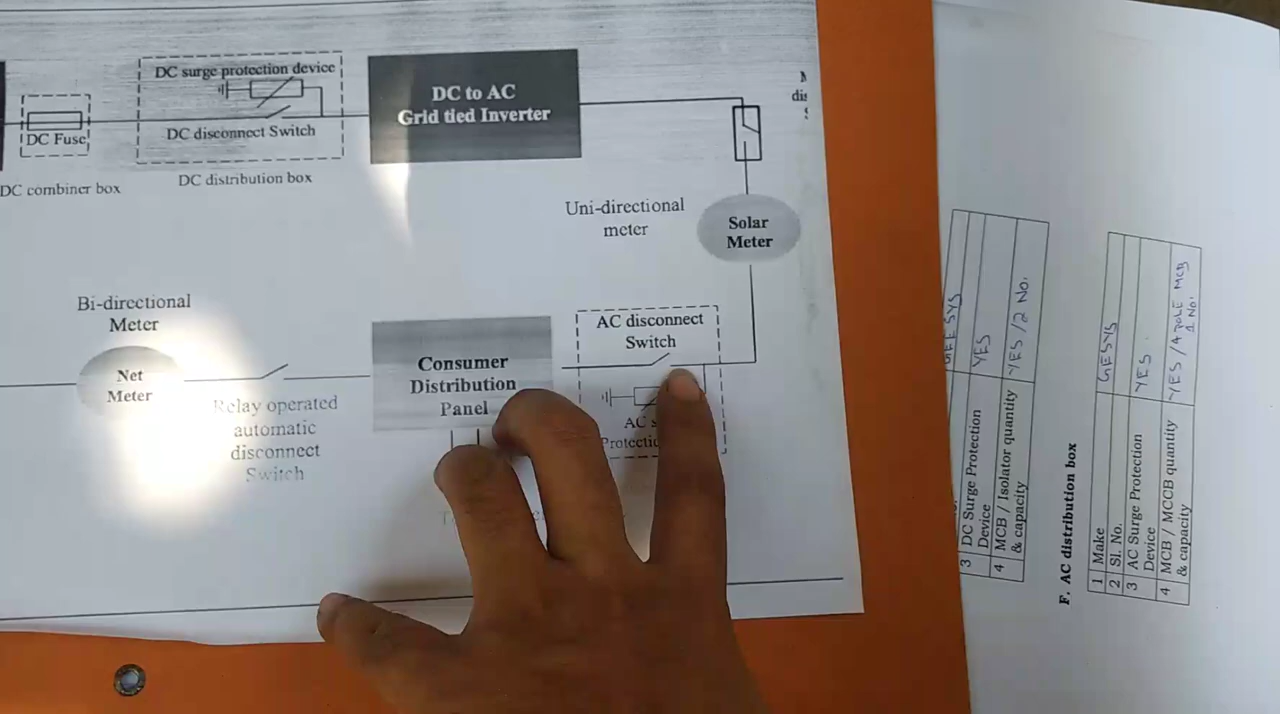 DC surge protection device
DC Fuse
DC disconnect Switch
DC combiner box
DC distribution box
DC to AC
Grid tied Inverter
Uni-directional
meter
Solar
Meter
Bi-directional
Meter
Net
Meter
Relay operated
automatic
disconnect
Switch
Consumer
Distribution
Panel
AC disconnect
Switch
AC
3 DC Surge Protection YES
Device
4 MCB / Isolator quantity YES/2 No.
& capacity
F. AC distribution box
1 Make GESYS
2 Sl. No.
3 AC Surge Protection YES.
Device
4 MCB / MCCB quantity YES /4 POLE MCB
& capacity 1 No.